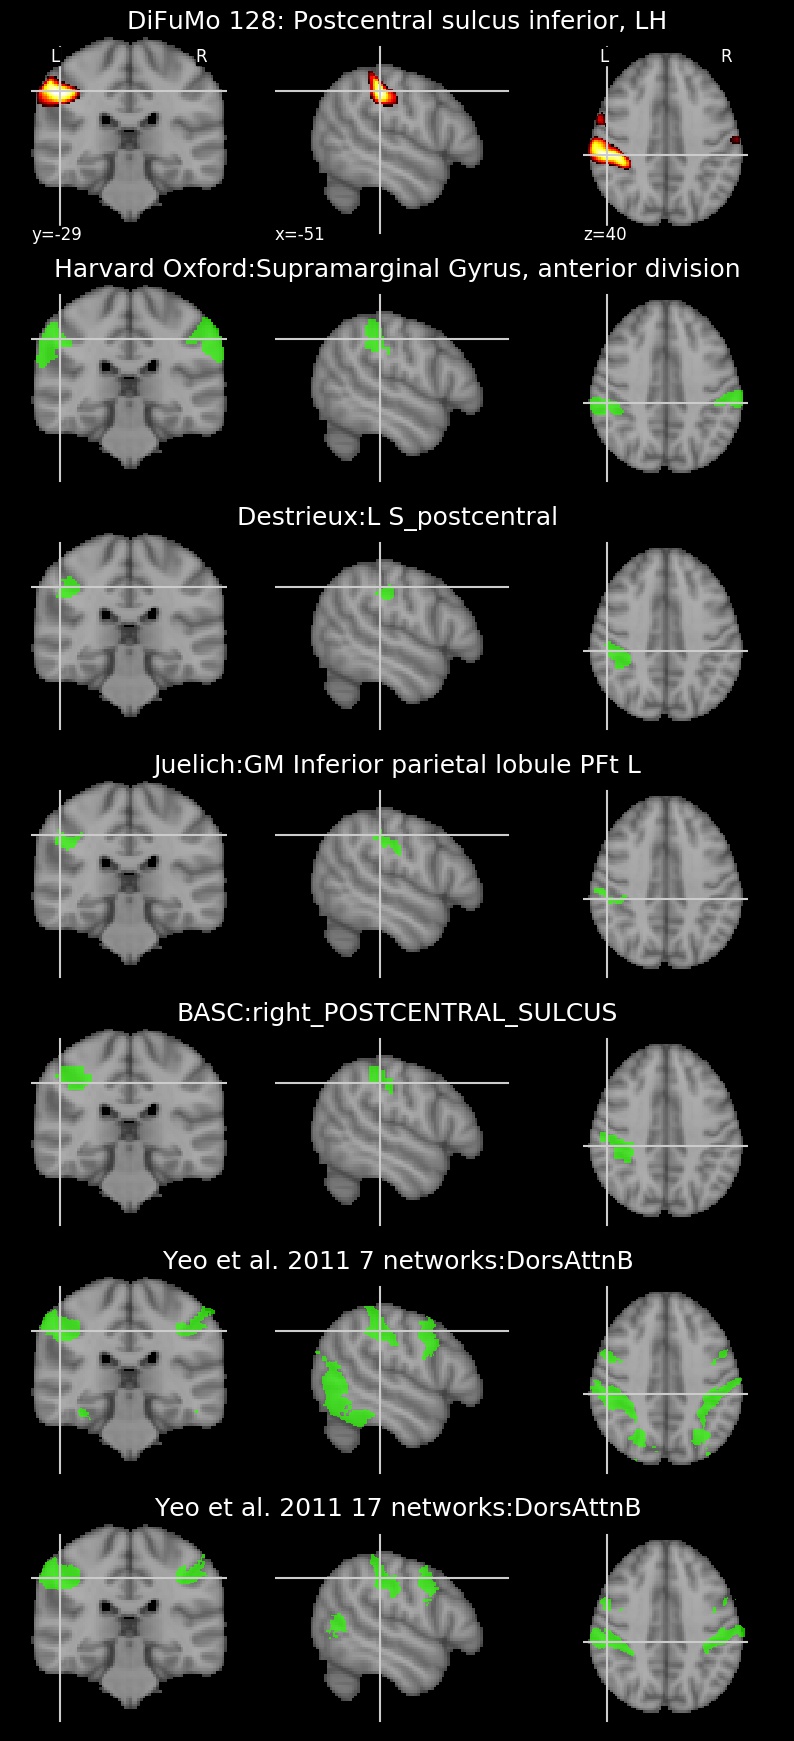 DiFuMo 128: Postcentral sulcus inferior, LH
L R L R
y=-29 x=-51 z=40
Harvard Oxford:Supramarginal Gyrus, anterior division
Destrieux:L S_postcentral
Juelich:GM Inferior parietal lobule PFt L
BASC:right_POSTCENTRAL_SULCUS
Yeo et al. 2011 7 networks:DorsAttnB
Yeo et al. 2011 17 networks:DorsAttnB